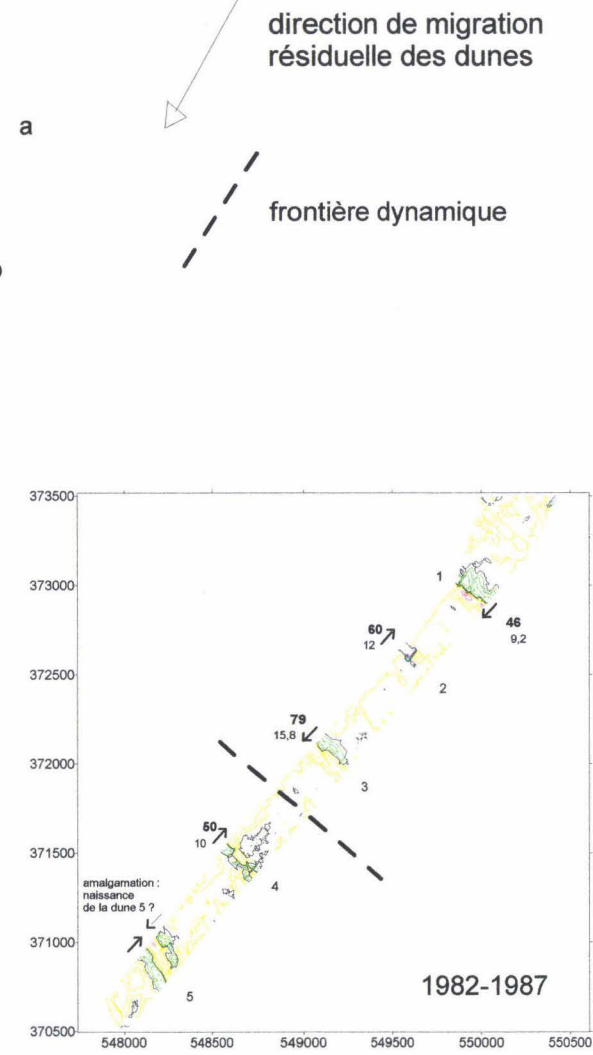 direction de migration
résiduelle des dunes
a
frontière dynamique
373500
373000
372500
372000
371500
371000
370500
1
46
9,2
60
12
2
79
15,8
3
50
10
4
amalgamation :
naissance
de la dune 5 ?
5
1982-1987
548000 548500 549000 549500 550000 550500